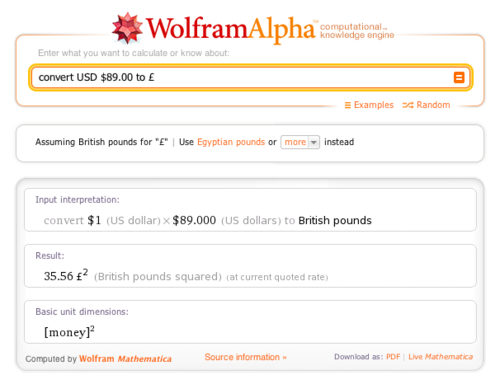 WolframAlpha™ computational™ knowledge engine
Enter what you want to calculate or know about:
convert USD $89.00 to £
Examples Random
Assuming British pounds for "£" | Use Egyptian pounds or more instead
Input interpretation:
convert $1 (US dollar) × $89.000 (US dollars) to British pounds
Result:
35.56 £² (British pounds squared) (at current quoted rate)
Basic unit dimensions:
[money]²
Computed by Wolfram Mathematica Source information » Download as: PDF | Live Mathematica